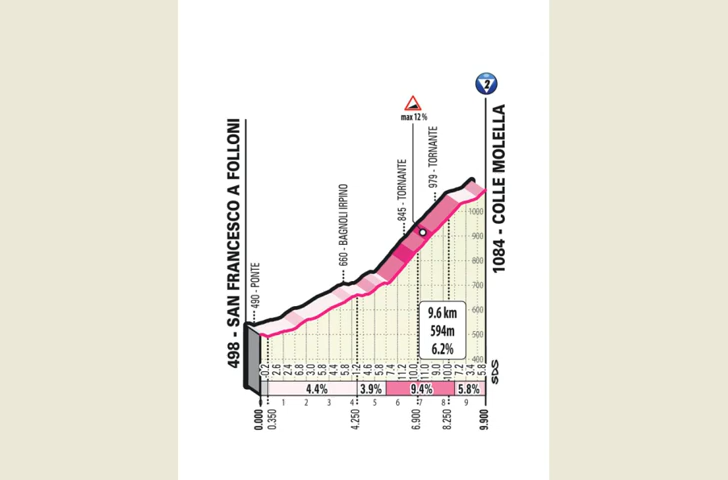 2
max 12 %
498 - SAN FRANCESCO A FOLLONI
490 - PONTE
660 - BAGNOLI IRPINO
845 - TORNANTE
979 - TORNANTE
1084 - COLLE MOLELLA
1000
900
800
700
600
500
400
9.6 km
594m
6.2%
-0.2 2.6 2.4 6.8 3.0 5.8 4.4 5.8 -1.2 4.6 5.8 7.4 11.2 10.0 11.0 9.0 10.0 7.2 3.4 5.8
SDS
4.4% 3.9% 9.4% 5.8%
1 2 3 4 5 6 7 8 9
0.000 0.350 4.250 6.900 8.250 9.900